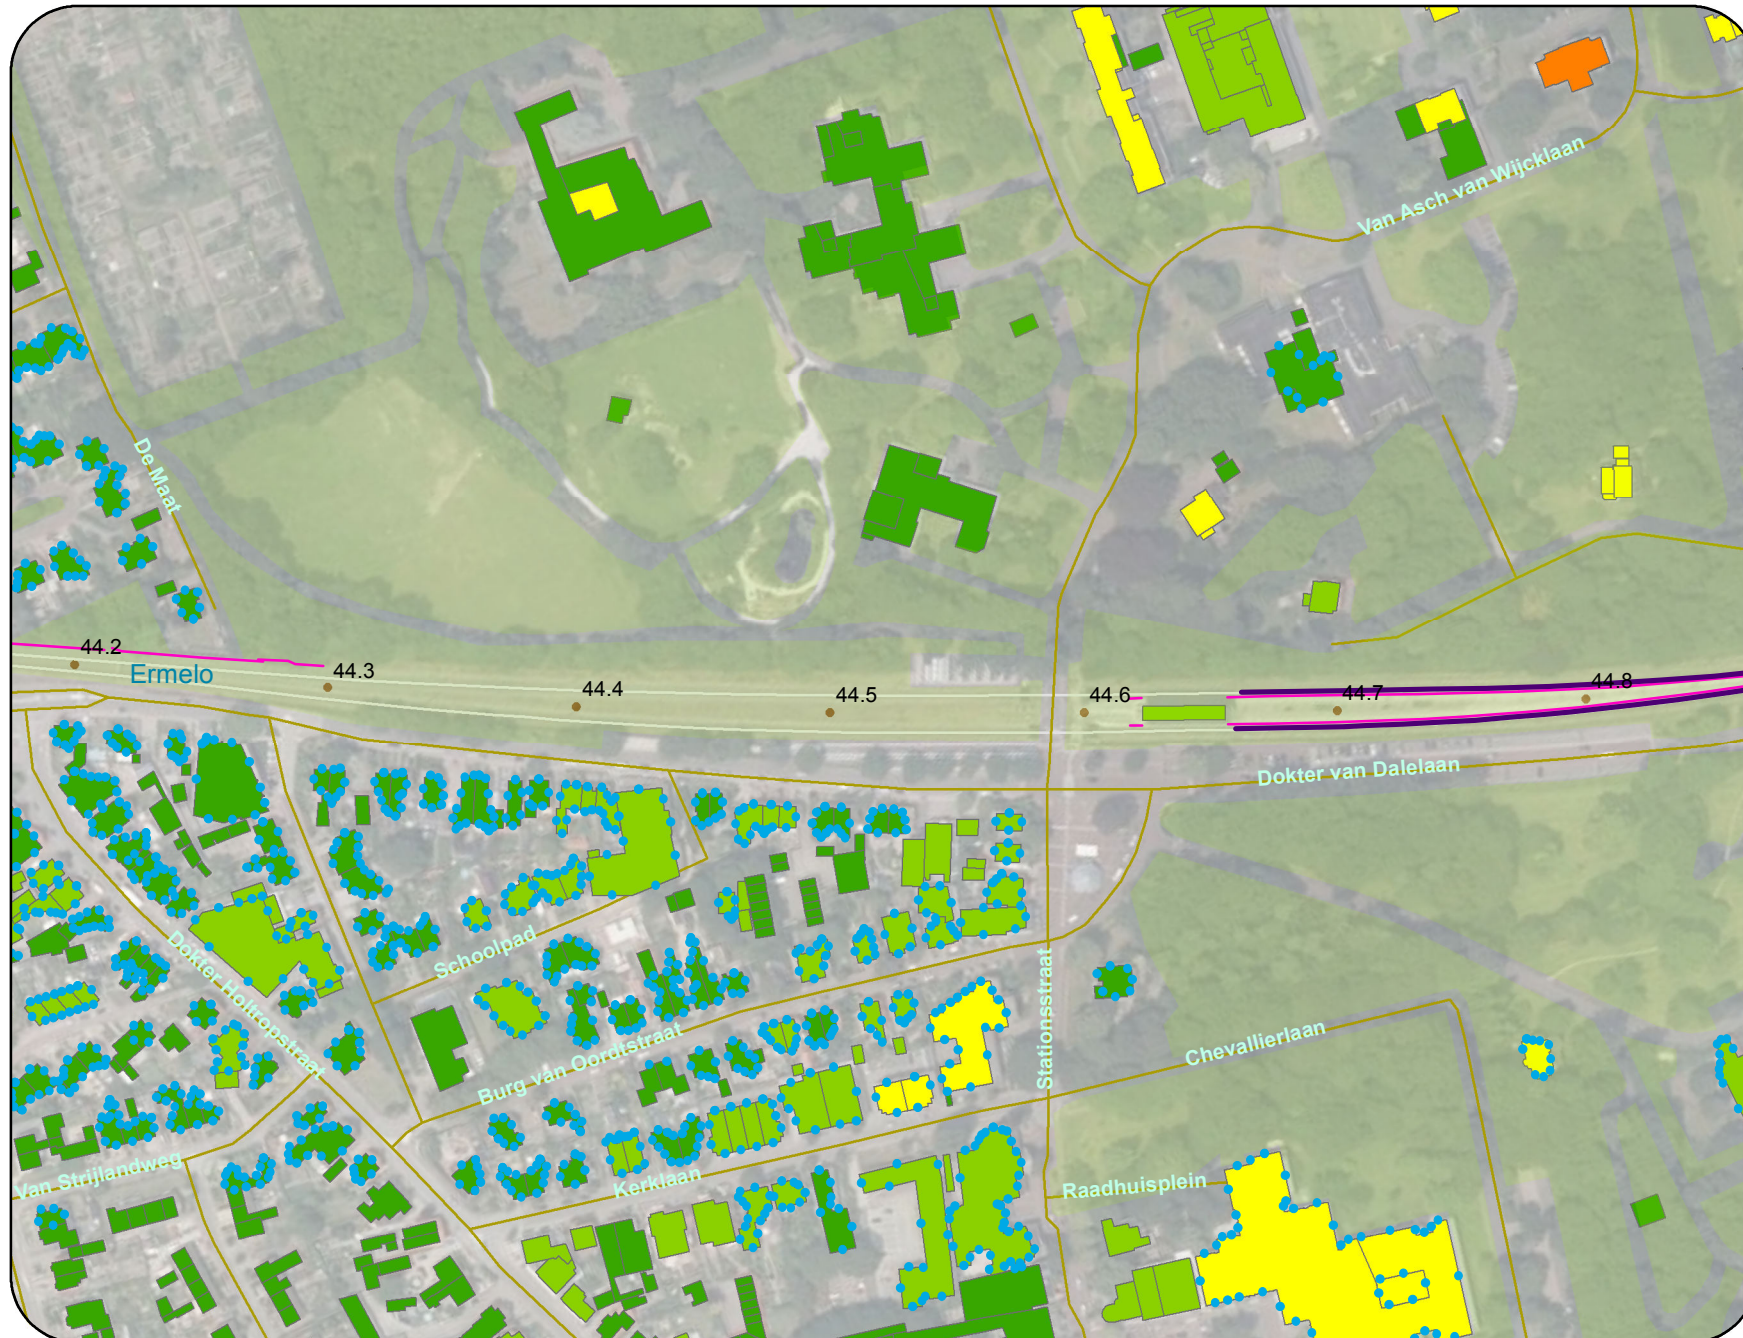 Van Asch van Wijcklaan
De Maat
44.2
Ermelo
44.3
44.4
44.5
44.6
44.7
44.8
Dokter van Dalelaan
Schoolpad
Dokter Holtropstraat
Burg van Oordtstraat
Stationsstraat
Chevallierlaan
Van Strijlandweg
Kerklaan
Raadhuisplein